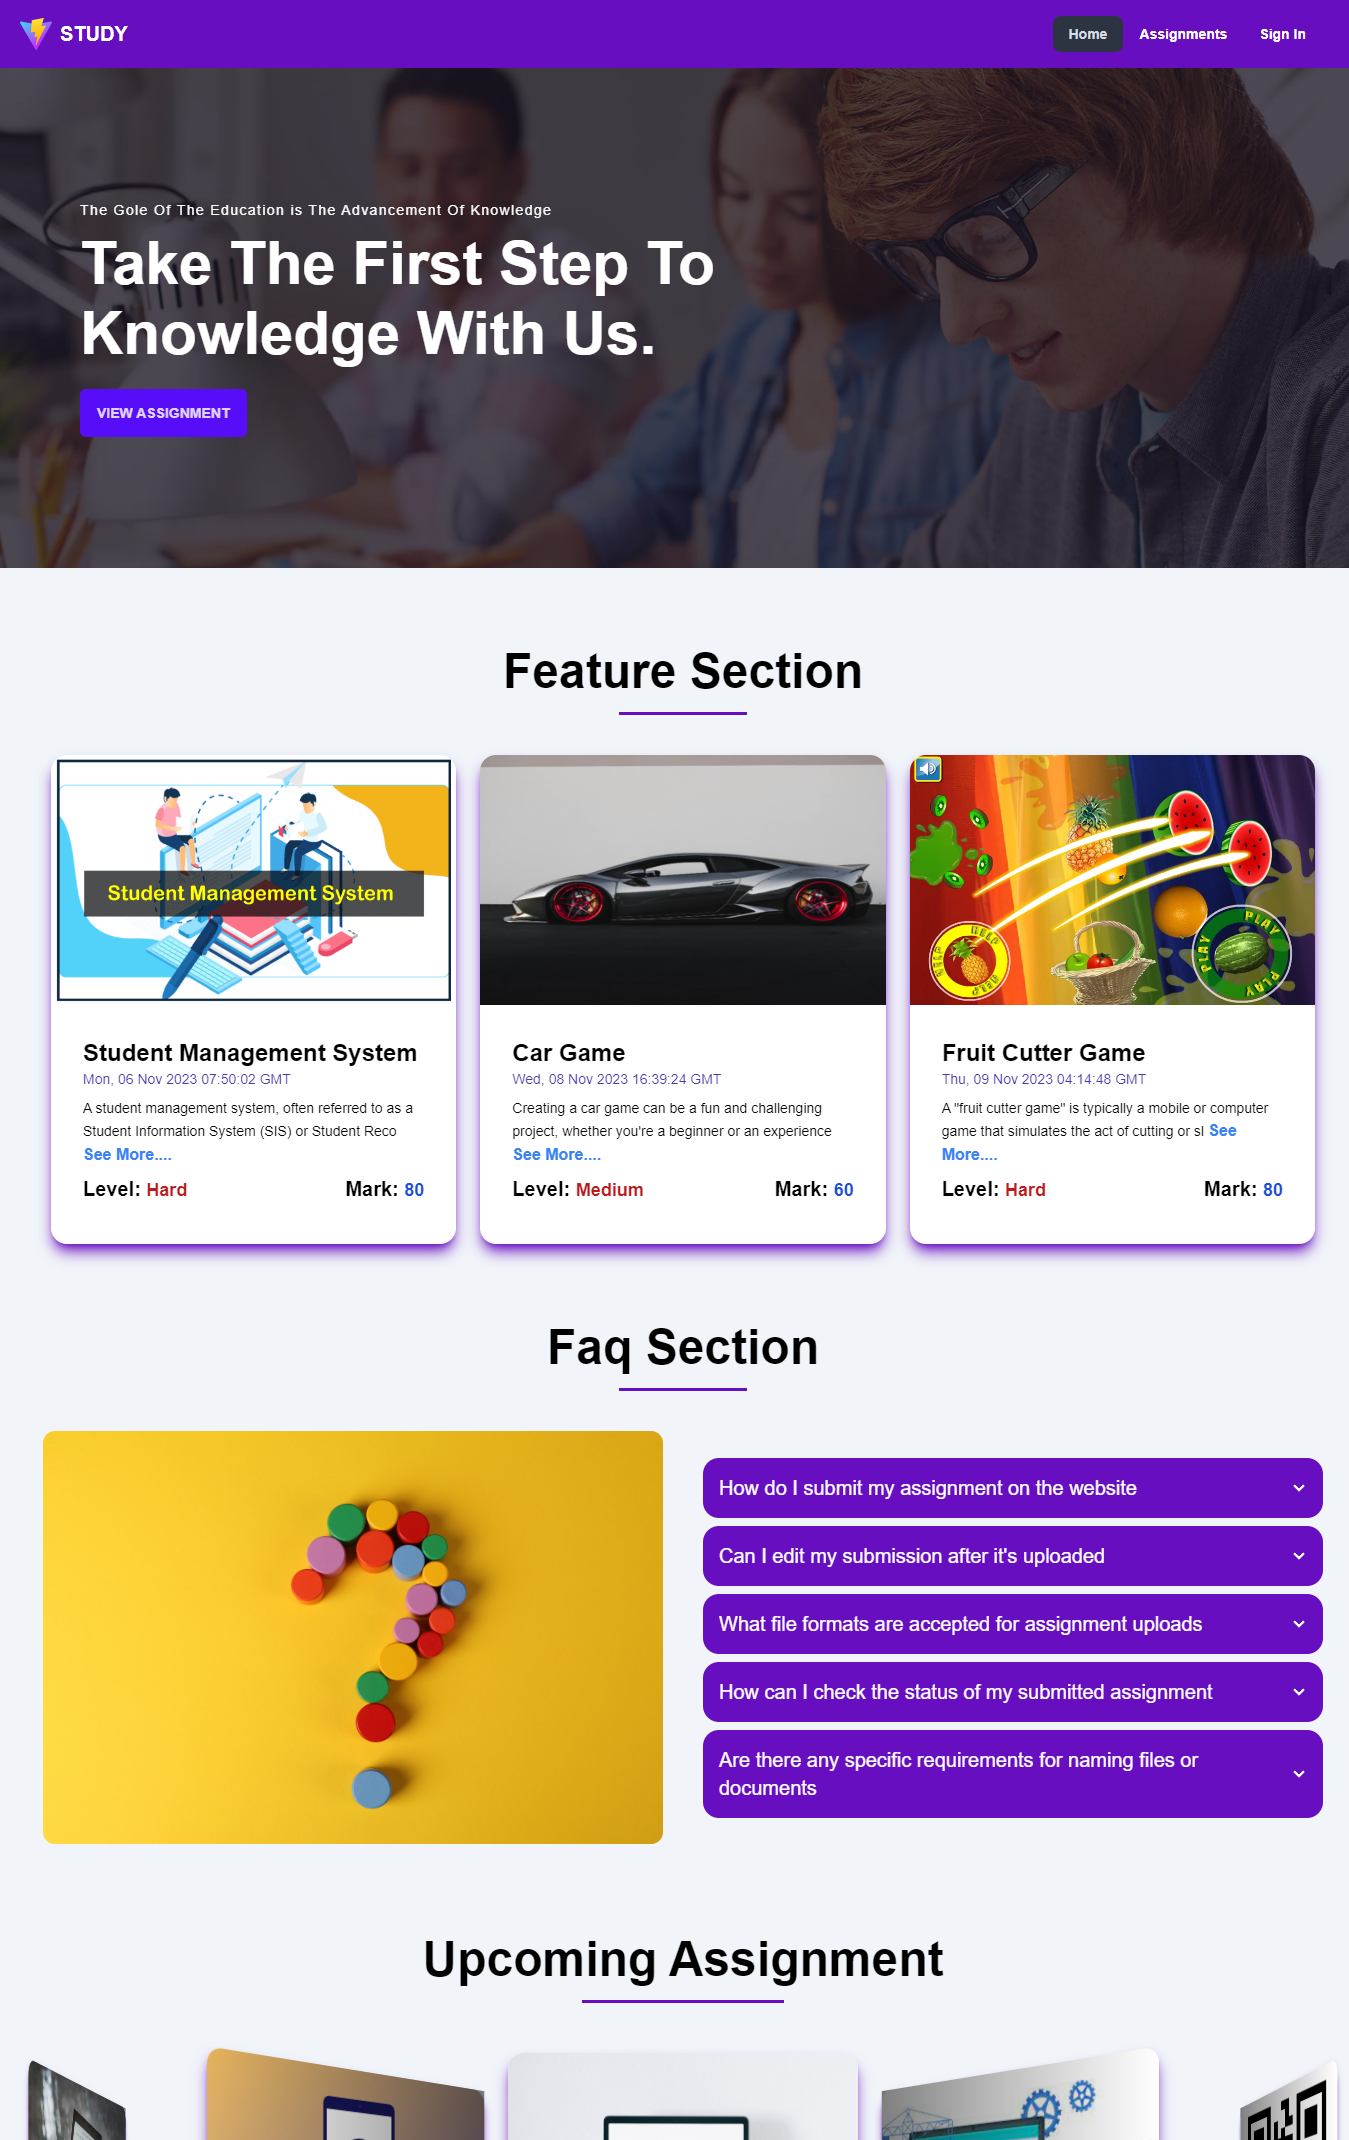 STUDY
Home
Assignments
Sign In
The Gole Of The Education is The Advancement Of Knowledge
Take The First Step To
Knowledge With Us.
VIEW ASSIGNMENT
Feature Section
Student Management System
Student Management System
Mon, 06 Nov 2023 07:50:02 GMT
A student management system, often referred to as a
Student Information System (SIS) or Student Reco
See More....
Level: Hard
Mark: 80
Car Game
Wed, 08 Nov 2023 16:39:24 GMT
Creating a car game can be a fun and challenging
project, whether you're a beginner or an experience
See More....
Level: Medium
Mark: 60
HELP
HELP
HELP
PLAY
PLAY
PLAY
PLAY
Fruit Cutter Game
Thu, 09 Nov 2023 04:14:48 GMT
A "fruit cutter game" is typically a mobile or computer
game that simulates the act of cutting or sl See
More....
Level: Hard
Mark: 80
Faq Section
How do I submit my assignment on the website
Can I edit my submission after it's uploaded
What file formats are accepted for assignment uploads
How can I check the status of my submitted assignment
Are there any specific requirements for naming files or
documents
Upcoming Assignment